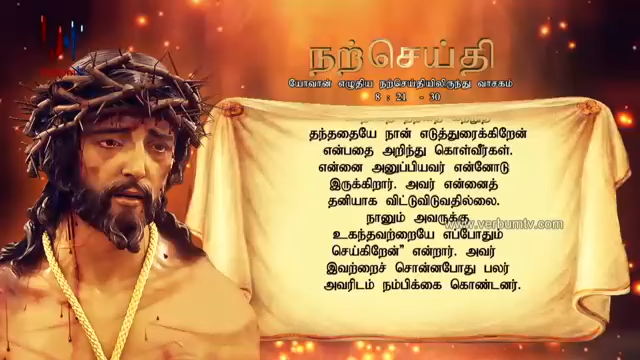 நற்செய்தி
யோவான் எழுதிய நற்செய்தியிலிருந்து வாசகம்
8 : 21 - 30
தந்ததையே நான் எடுத்துரைக்கிறேன்
என்பதை அறிந்து கொள்வீர்கள்.
என்னை அனுப்பியவர் என்னோடு
இருக்கிறார். அவர் என்னைத்
தனியாக விட்டுவிடுவதில்லை.
நானும் அவருக்கு
www.verbumtv.com
உகந்தவற்றையே எப்போதும்
செய்கிறேன்” என்றார். அவர்
இவற்றைச் சொன்னபோது பலர்
அவரிடம் நம்பிக்கை கொண்டனர்.